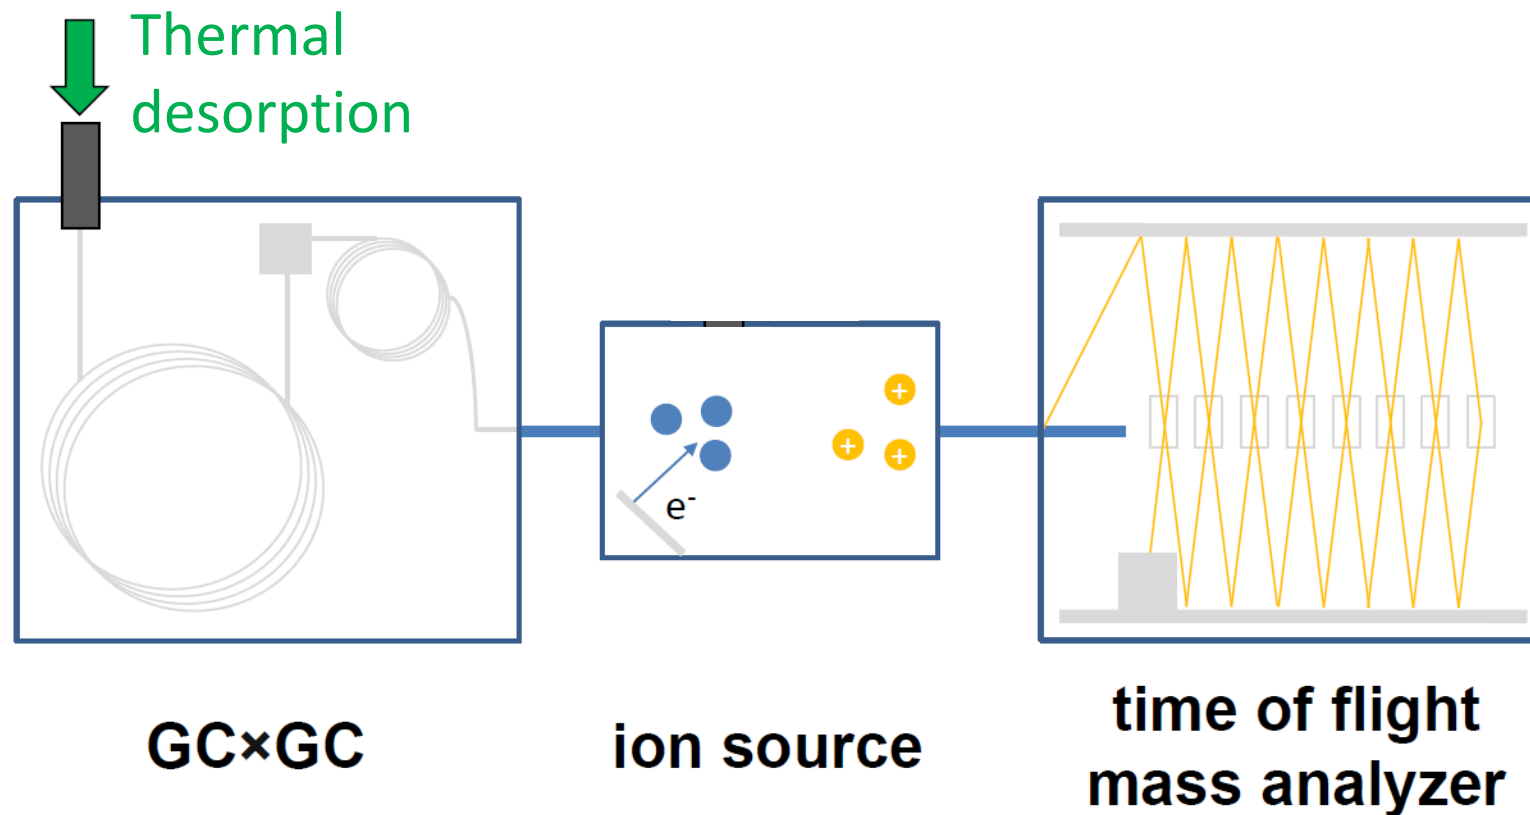 Thermal
desorption
e-
+
+
+
GC×GC
ion source
time of flight
mass analyzer